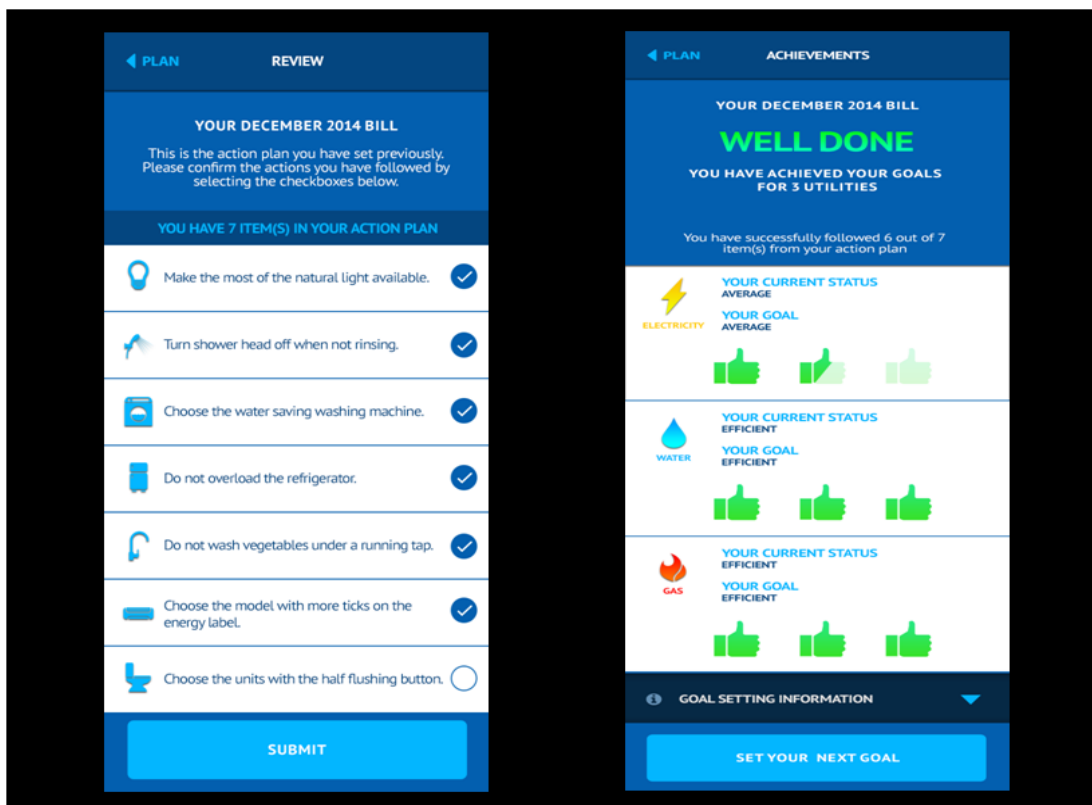 PLAN
REVIEW
YOUR DECEMBER 2014 BILL
This is the action plan you have set previously.
Please confirm the actions you have followed by
selecting the checkboxes below.
YOU HAVE 7 ITEM(S) IN YOUR ACTION PLAN
Make the most of the natural light available.
Turn shower head off when not rinsing.
Choose the water saving washing machine.
Do not overload the refrigerator.
Do not wash vegetables under a running tap.
Choose the model with more ticks on the
energy label.
Choose the units with the half flushing button.
SUBMIT
PLAN
ACHIEVEMENTS
YOUR DECEMBER 2014 BILL
WELL DONE
YOU HAVE ACHIEVED YOUR GOALS
FOR 3 UTILITIES
You have successfully followed 6 out of 7
item(s) from your action plan
ELECTRICITY
YOUR CURRENT STATUS
AVERAGE
YOUR GOAL
AVERAGE
WATER
YOUR CURRENT STATUS
EFFICIENT
YOUR GOAL
EFFICIENT
GAS
YOUR CURRENT STATUS
EFFICIENT
YOUR GOAL
EFFICIENT
GOAL SETTING INFORMATION
SET YOUR NEXT GOAL